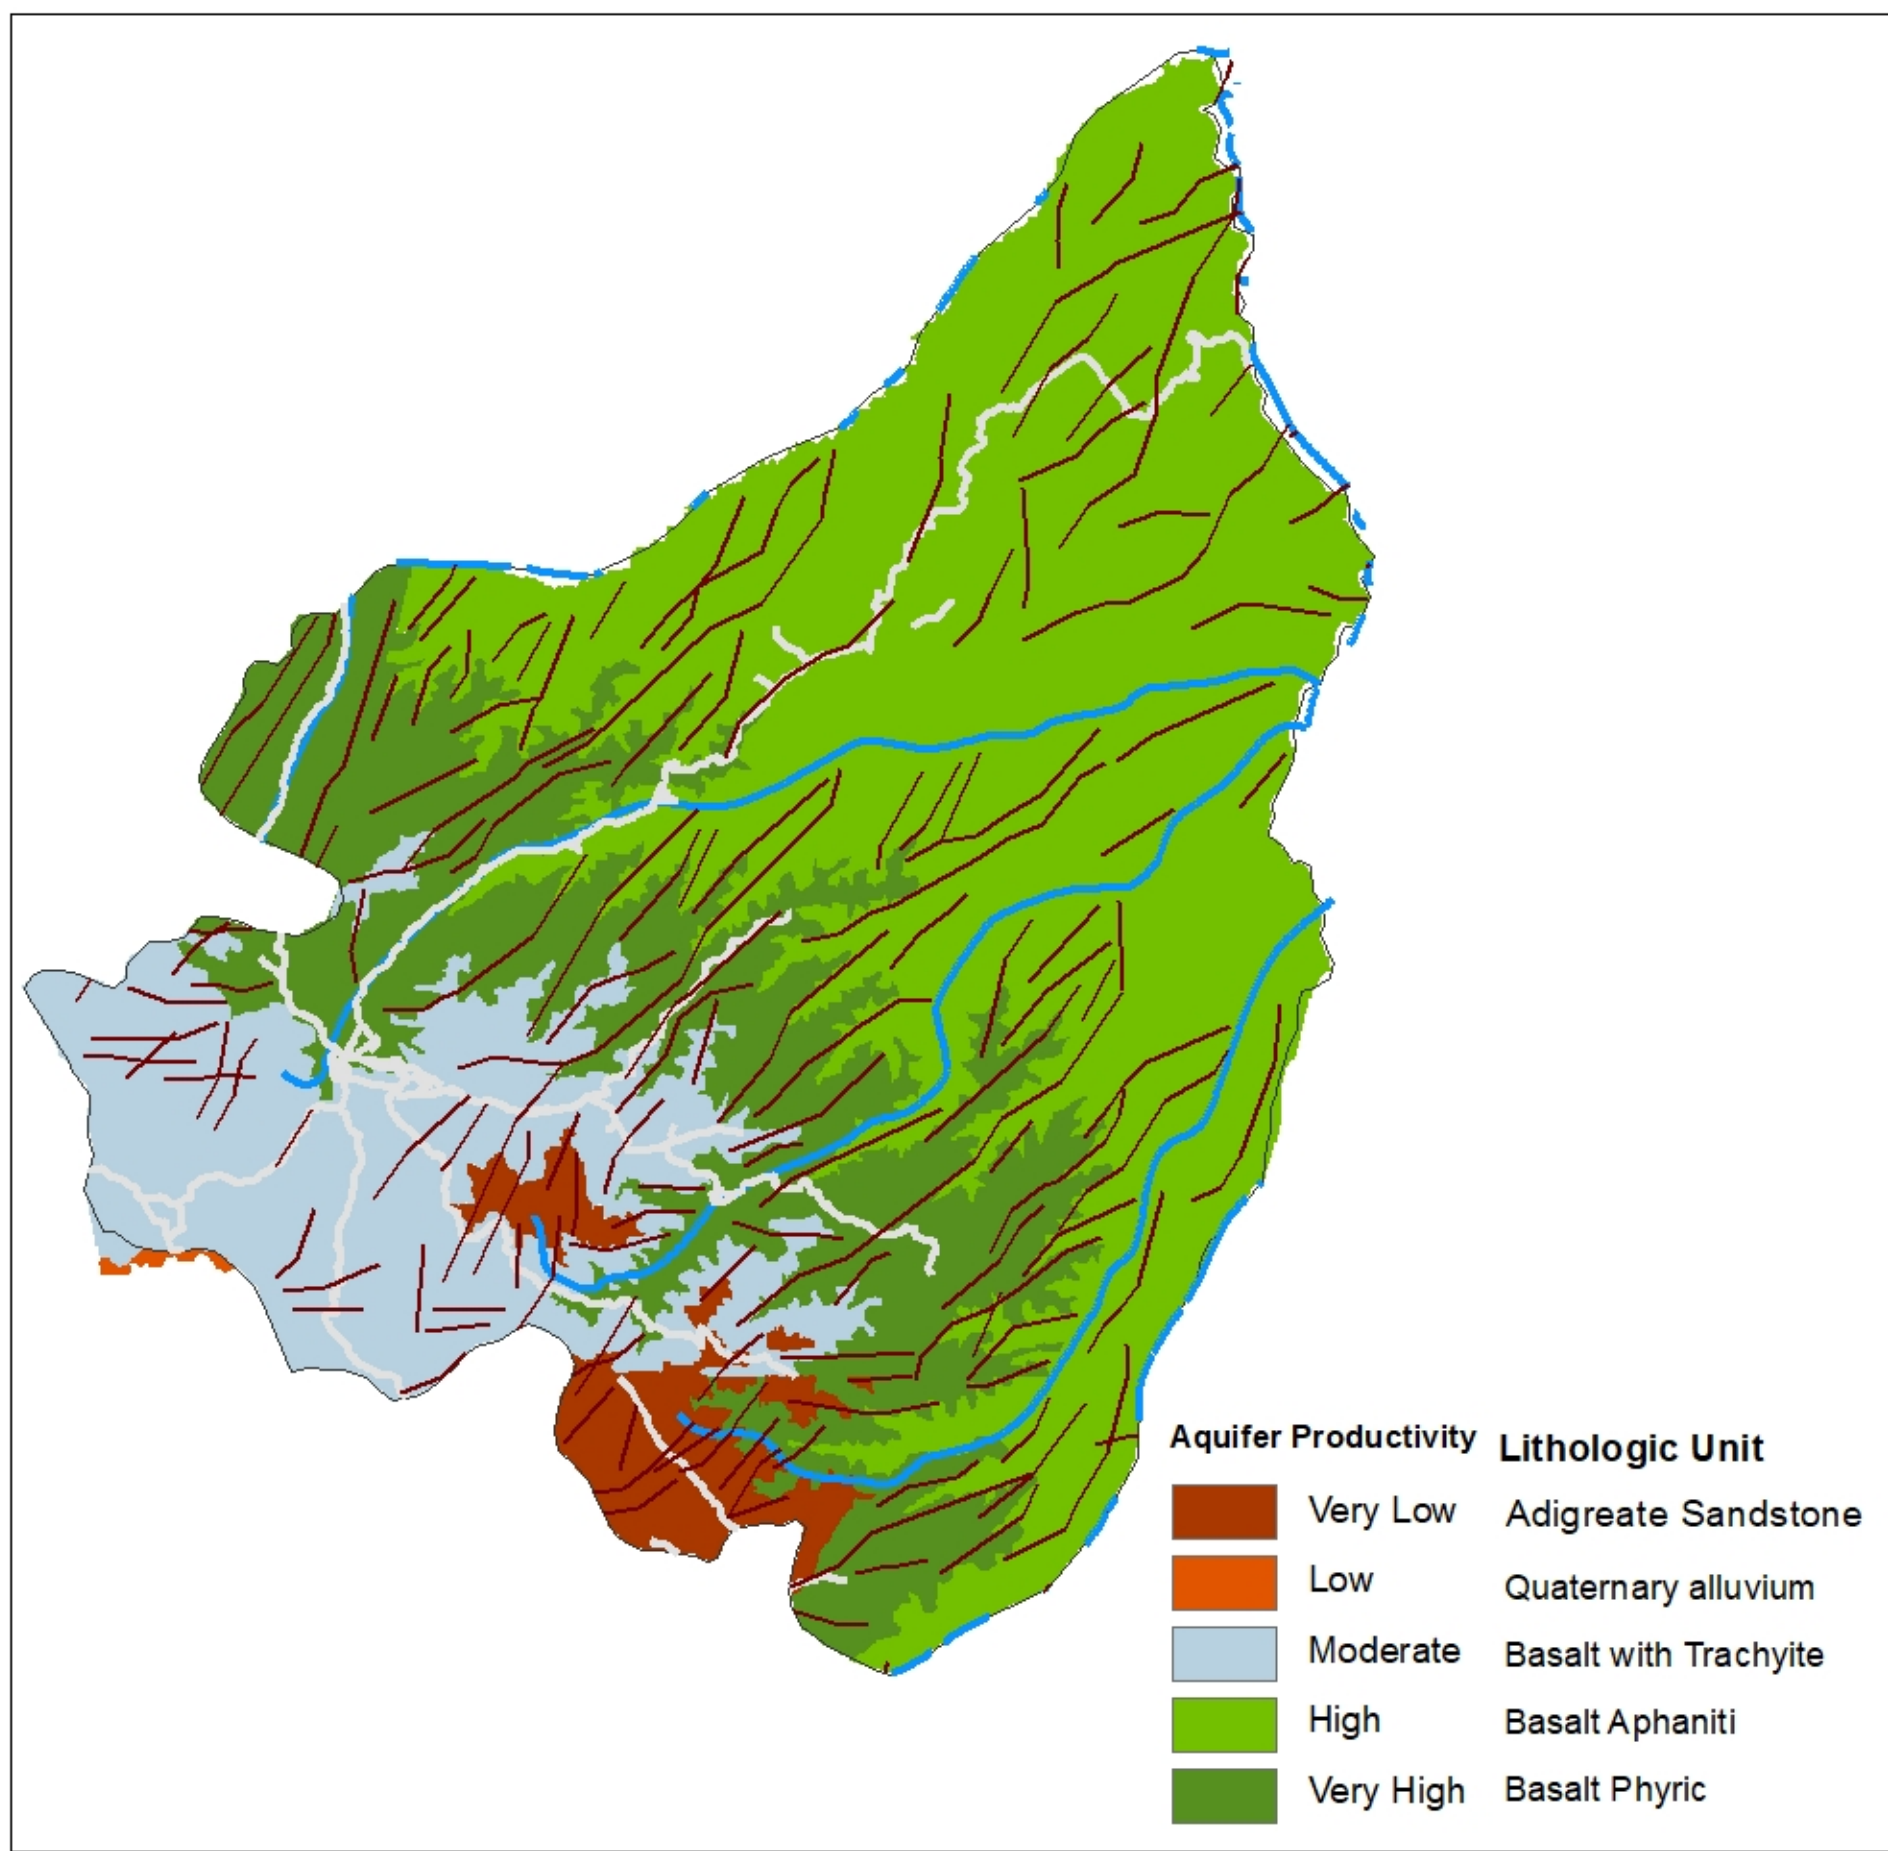 Aquifer Productivity Lithologic Unit
Very Low Adigreate Sandstone
Low Quaternary alluvium
Moderate Basalt with Trachyite
High Basalt Aphaniti
Very High Basalt Phyric